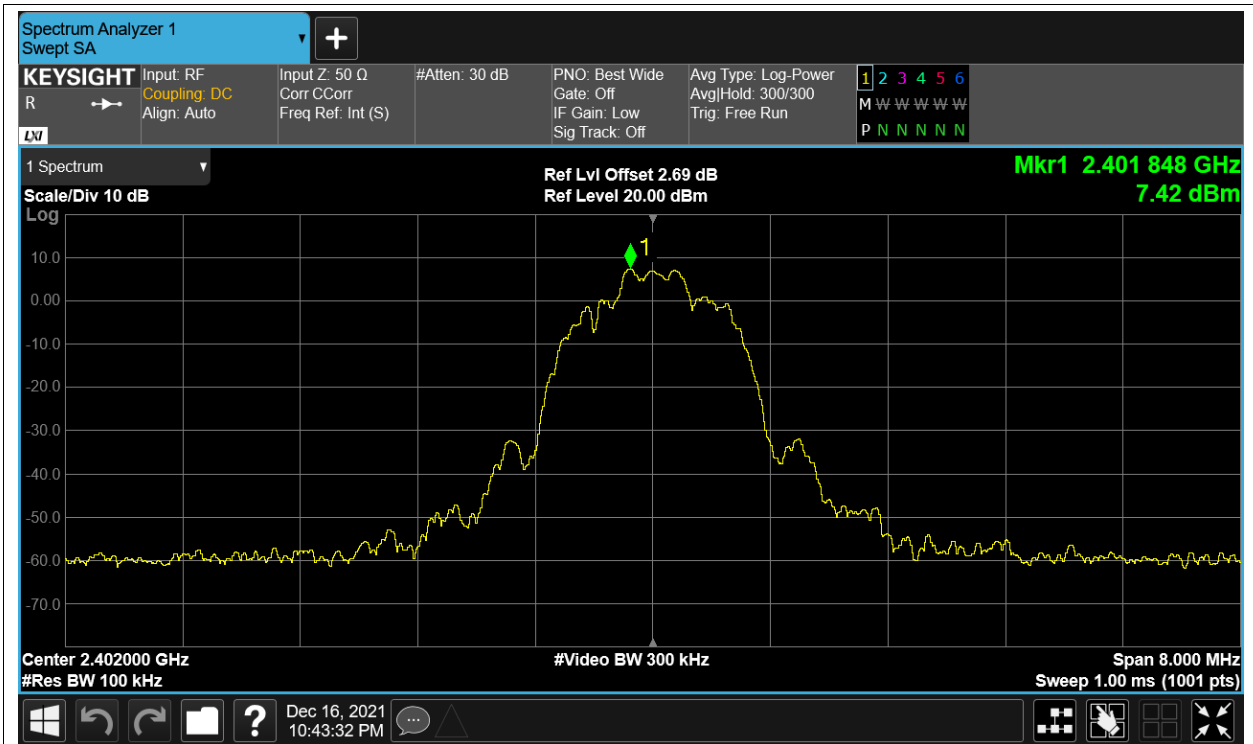 Spectrum Analyzer 1
Swept SA
KEYSIGHT
R
LXI
Input: RF
Coupling: DC
Align: Auto
Input Z: 50 Ω
Corr CCorr
Freq Ref: Int (S)
#Atten: 30 dB
PNO: Best Wide
Gate: Off
IF Gain: Low
Sig Track: Off
Avg Type: Log-Power
Avg|Hold: 300/300
Trig: Free Run
1 2 3 4 5 6
M W W W W W
P N N N N N
1 Spectrum
Scale/Div 10 dB
Log
Ref Lvl Offset 2.69 dB
Ref Level 20.00 dBm
Mkr1 2.401 848 GHz
7.42 dBm
1
10.0
0.00
-10.0
-20.0
-30.0
-40.0
-50.0
-60.0
-70.0
Center 2.402000 GHz
#Res BW 100 kHz
#Video BW 300 kHz
Span 8.000 MHz
Sweep 1.00 ms (1001 pts)
?
Dec 16, 2021
10:43:32 PM